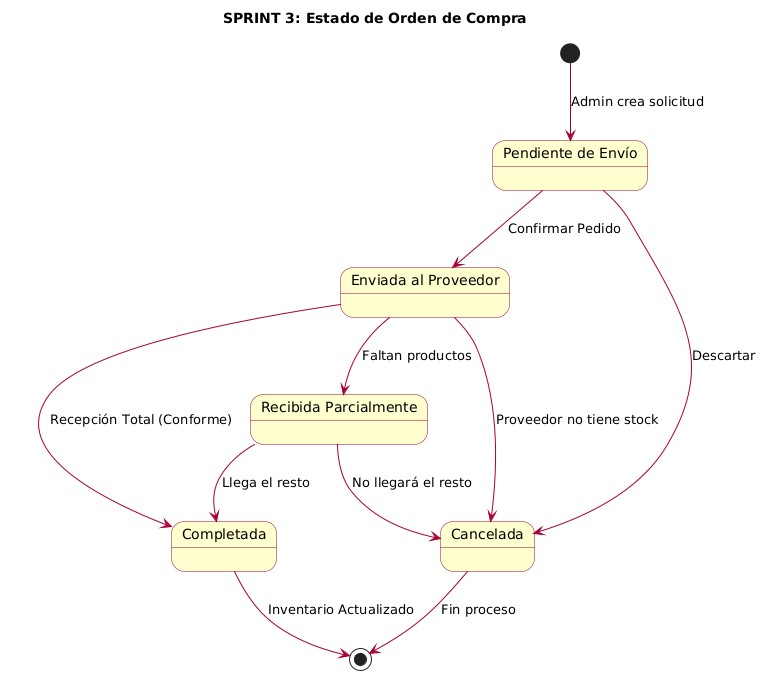 SPRINT 3: Estado de Orden de Compra
Admin crea solicitud
Pendiente de Envío
Confirmar Pedido
Enviada al Proveedor
Faltan productos
Descartar
Recibida Parcialmente
Recepción Total (Conforme)
Proveedor no tiene stock
Llega el resto
No llegará el resto
Completada
Cancelada
Inventario Actualizado
Fin proceso